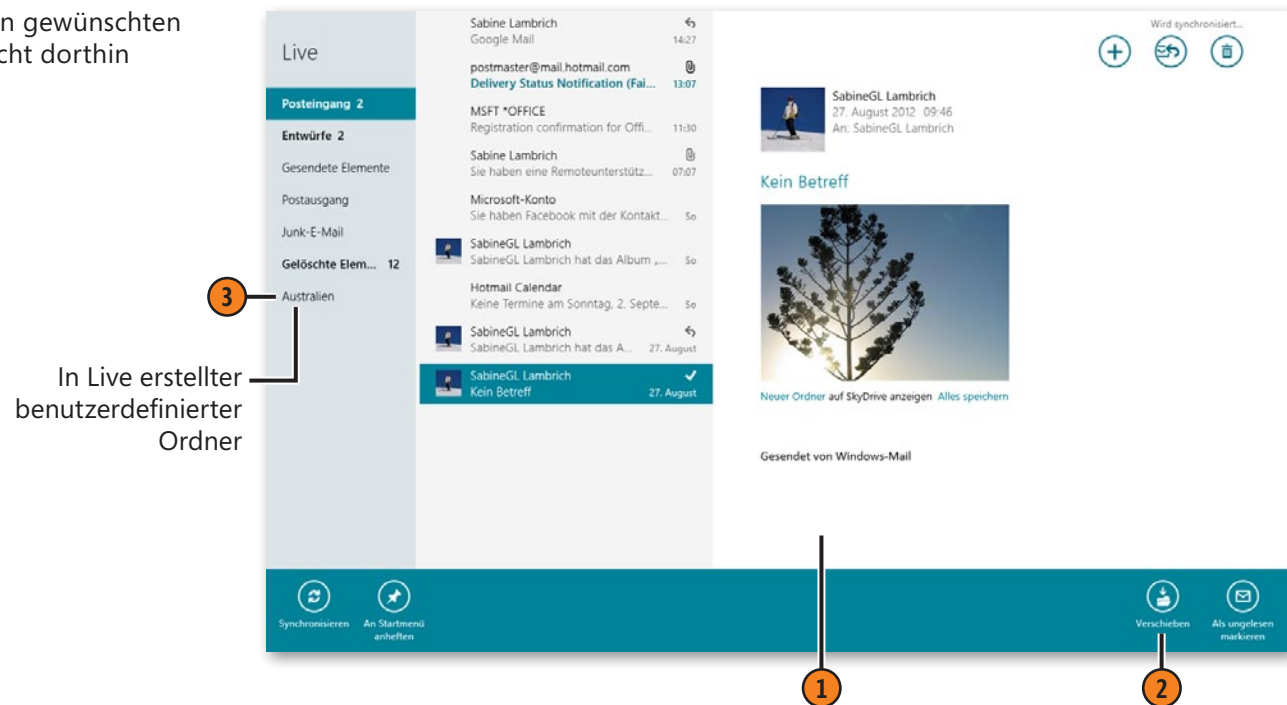 n gewünschten
cht dorthin
Live
Posteingang 2
Entwürfe 2
Gesendete Elemente
Postausgang
Junk-E-Mail
Gelöschte Elem... 12
Australien
3
In Live erstellter
benutzerdefinierter
Ordner
Sabine Lambrich
Google Mail 14:27
postmaster@mail.hotmail.com
Delivery Status Notification (Fai... 13:07
MSFT *OFFICE
Registration confirmation for Offi... 11:30
Sabine Lambrich
Sie haben eine Remoteunterstütz... 07:07
Microsoft-Konto
Sie haben Facebook mit der Kontakt... So
SabineGL Lambrich
SabineGL Lambrich hat das Album „... So
Hotmail Calendar
Keine Termine am Sonntag, 2. Septe... So
SabineGL Lambrich
SabineGL Lambrich hat das A... 27. August
SabineGL Lambrich
Kein Betreff 27. August
Wird synchronisiert...
SabineGL Lambrich
27. August 2012 09:46
An: SabineGL Lambrich
Kein Betreff
Neuer Ordner auf SkyDrive anzeigen Alles speichern
Gesendet von Windows-Mail
Synchronisieren
An Startmenü
anheften
Verschieben
Als ungelesen
markieren
1
2